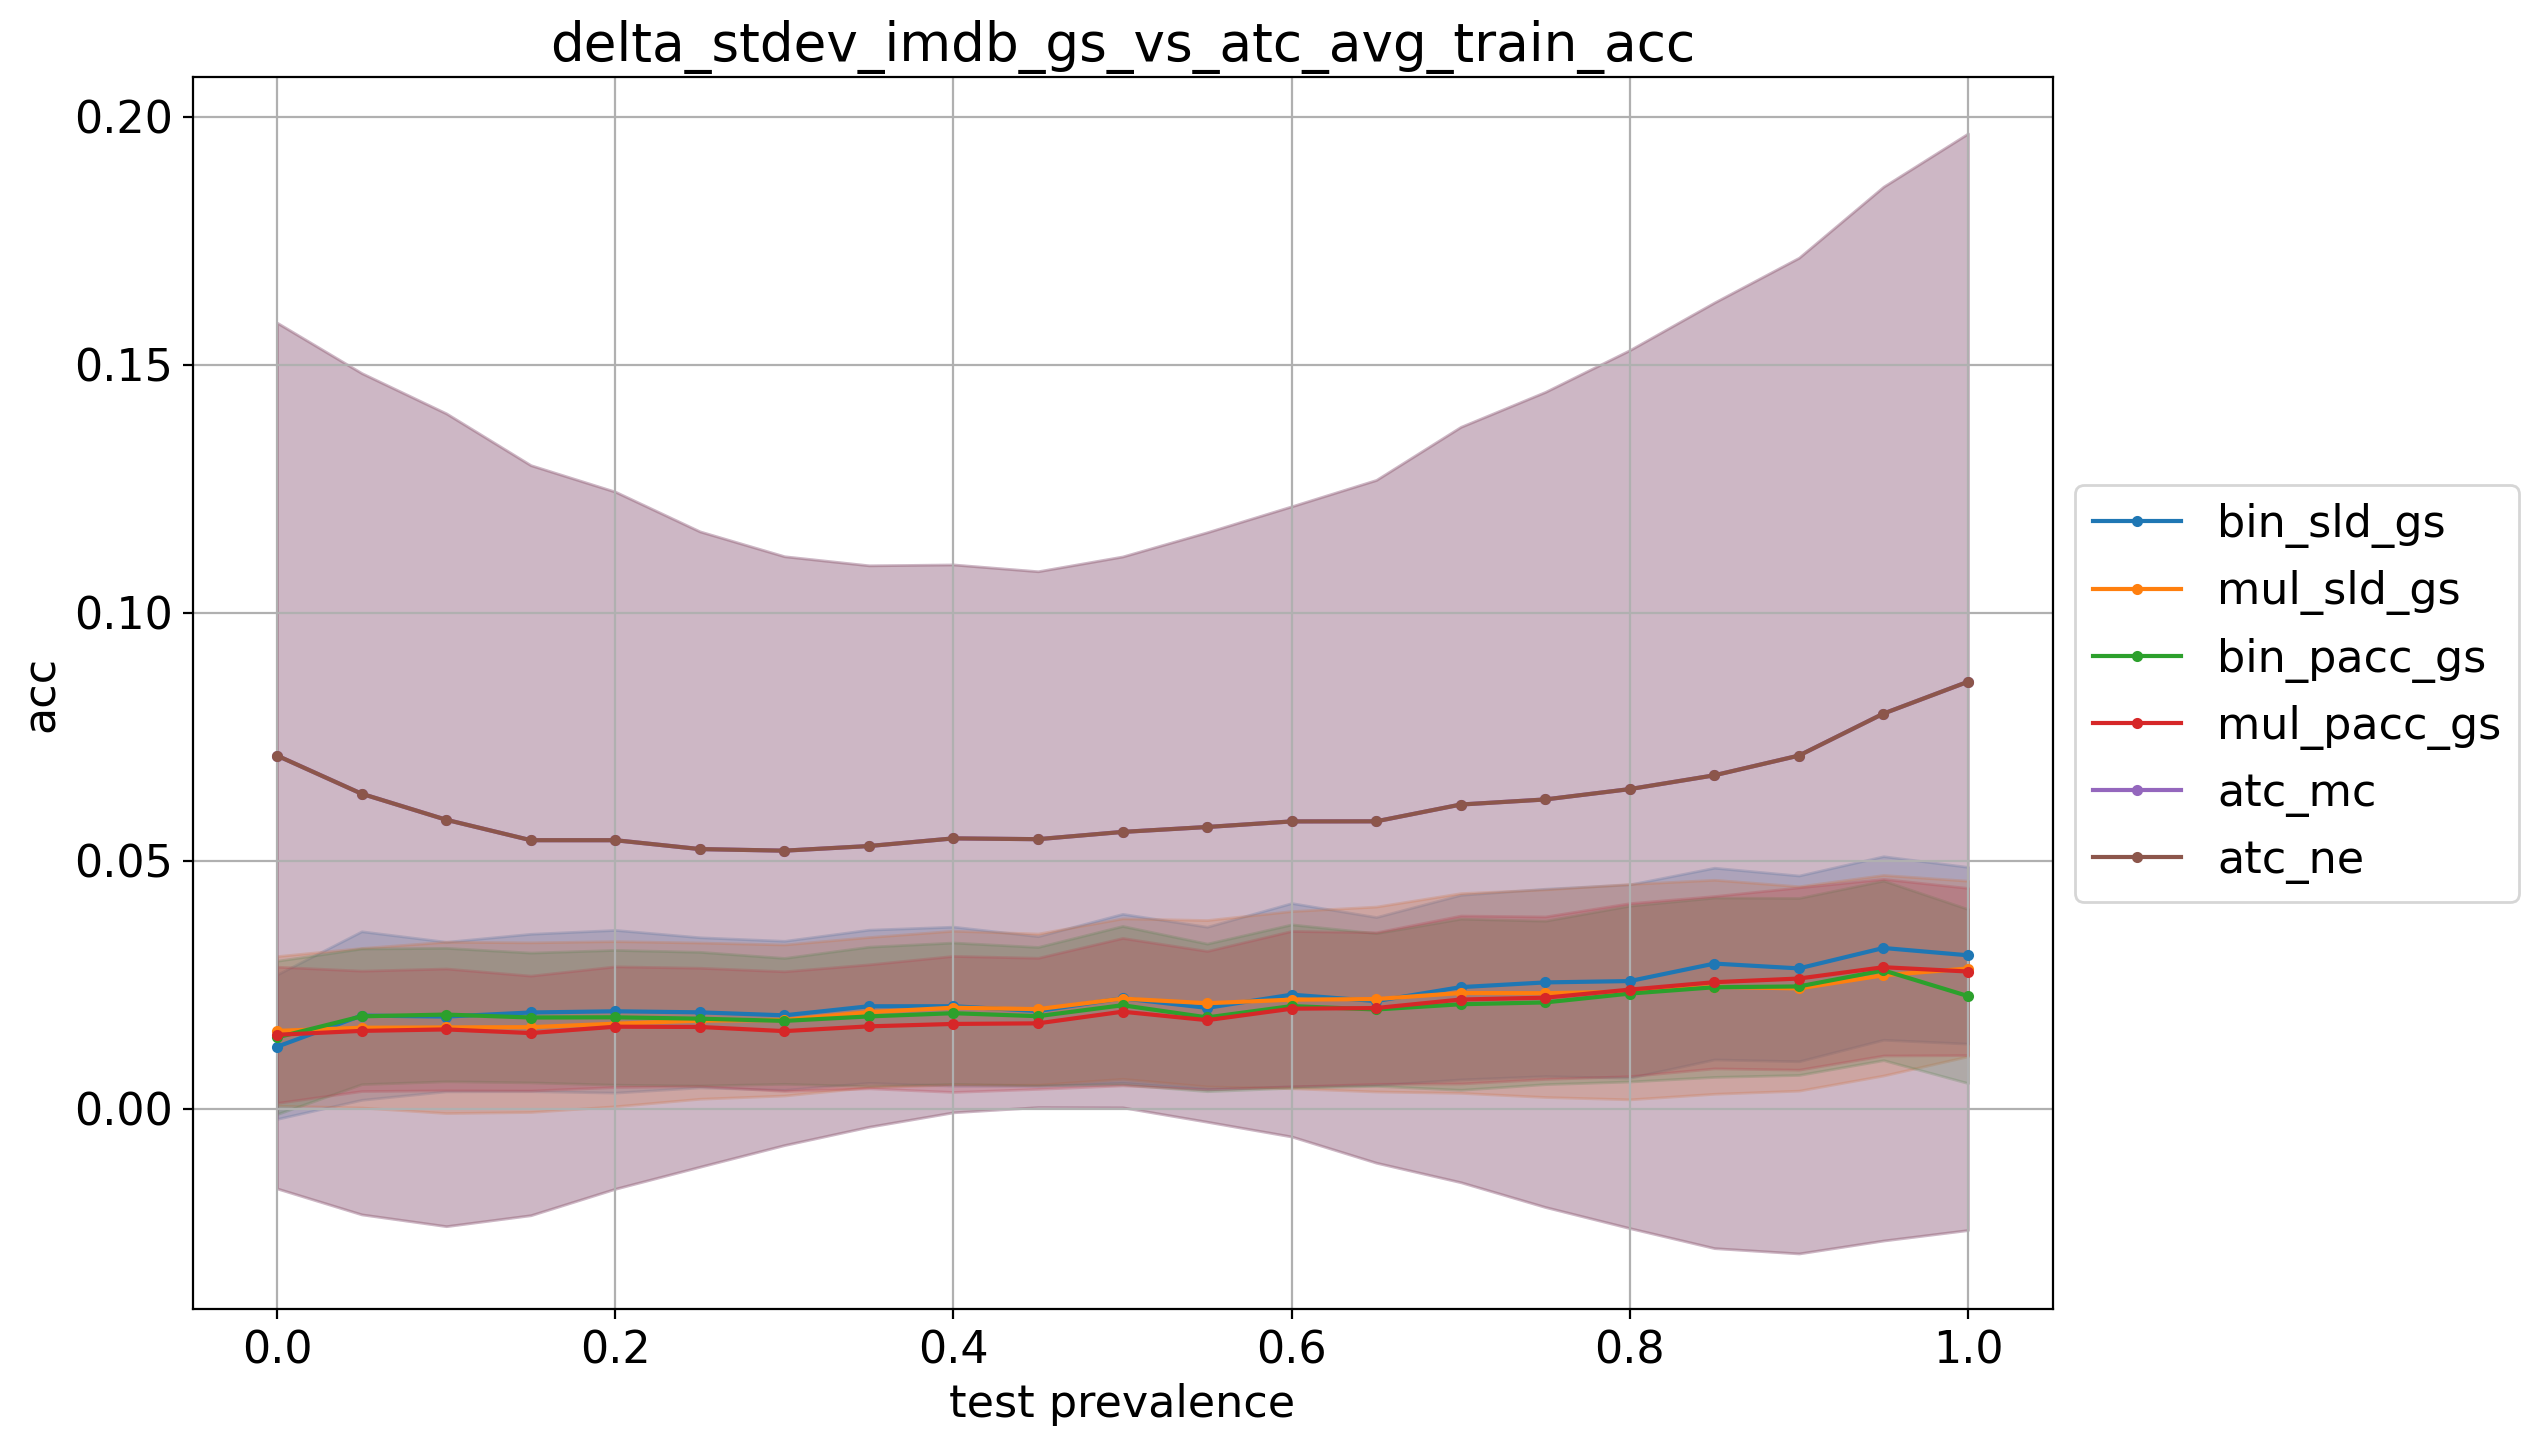 delta_stdev_imdb_gs_vs_atc_avg_train_acc
0.20
0.15
0.10
0.05
0.00
acc
0.0 0.2 0.4 0.6 0.8 1.0
test prevalence
bin_sld_gs
mul_sld_gs
bin_pacc_gs
mul_pacc_gs
atc_mc
atc_ne